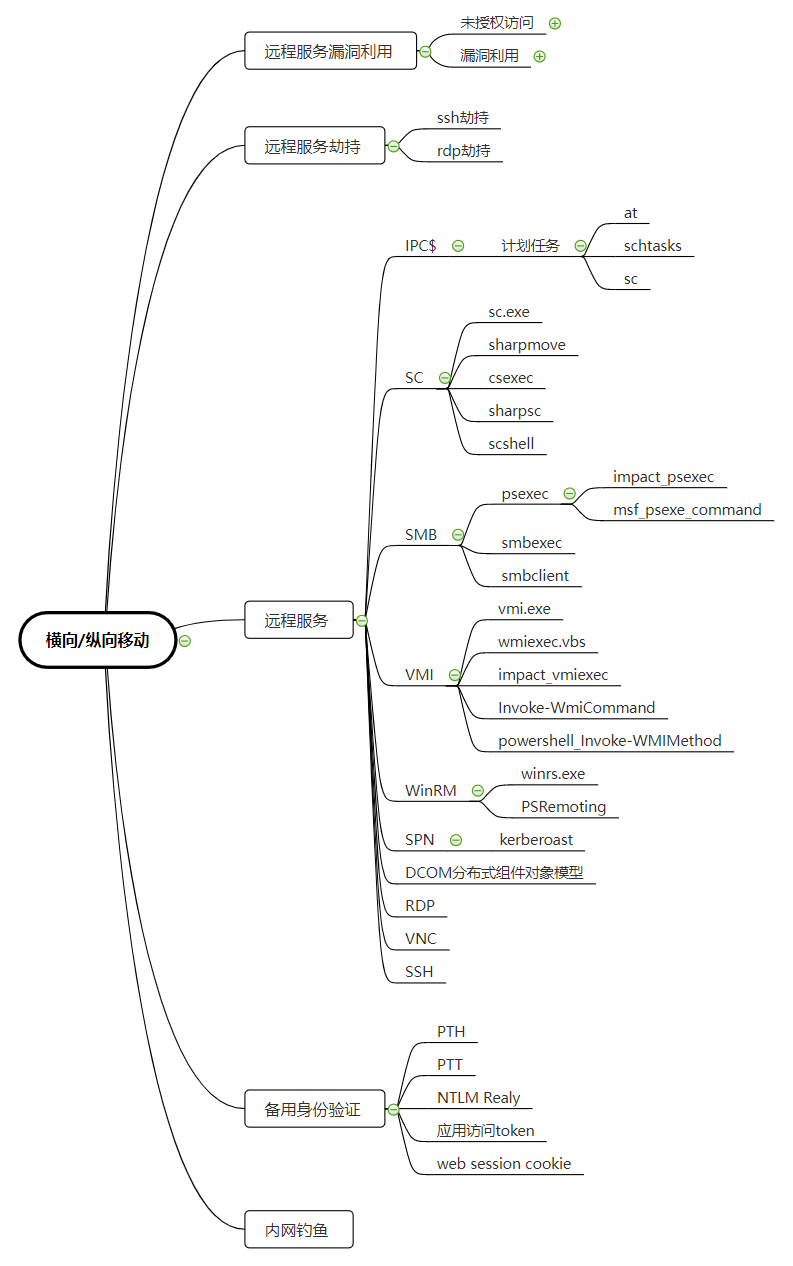 横向/纵向移动
远程服务漏洞利用
未授权访问
漏洞利用
远程服务劫持
ssh劫持
rdp劫持
远程服务
IPC$
计划任务
at
schtasks
sc
SC
sc.exe
sharpmove
csexec
sharpsc
scshell
SMB
psexec
impact_psexec
msf_psexe_command
smbexec
smbclient
VMI
vmi.exe
wmiexec.vbs
impact_vmiexec
Invoke-WmiCommand
powershell_Invoke-WMIMethod
WinRM
winrs.exe
PSRemoting
SPN
kerberoast
DCOM分布式组件对象模型
RDP
VNC
SSH
备用身份验证
PTH
PTT
NTLM Realy
应用访问token
web session cookie
内网钓鱼